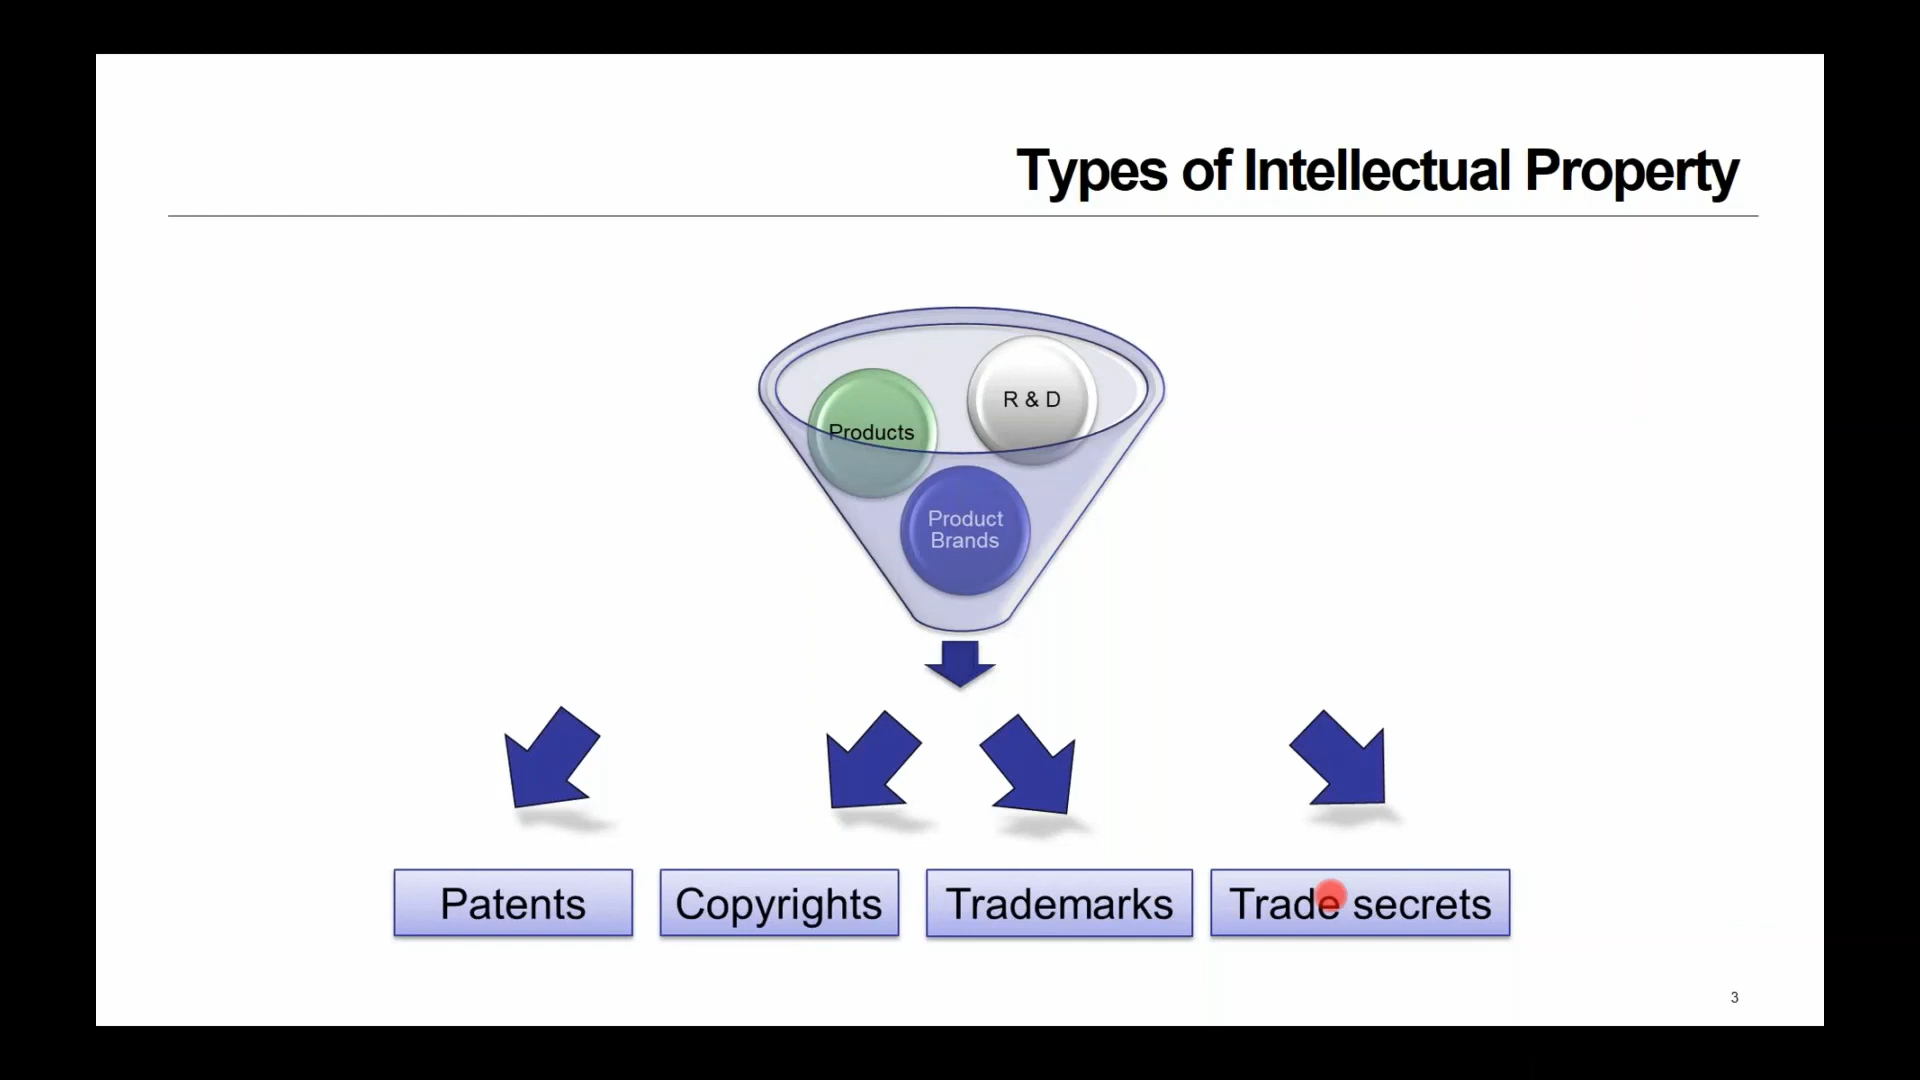 Types of Intellectual Property
R & D
Products
Product
Brands
Patents
Copyrights
Trademarks
Trade secrets
3